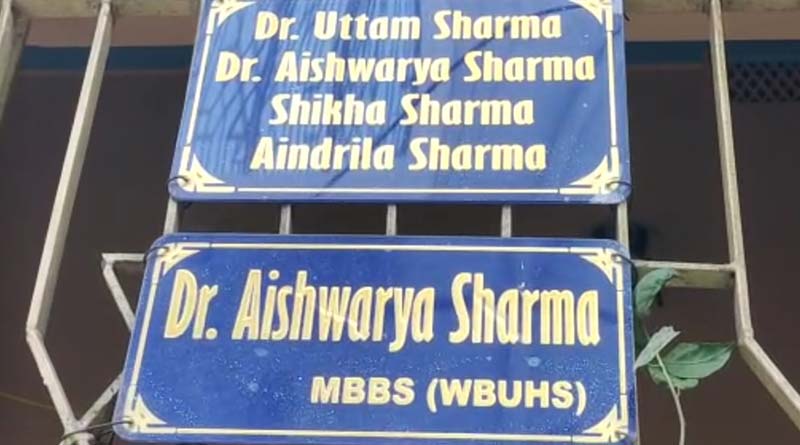 Dr. Uttam Sharma
Dr. Aishwarya Sharma
Shikha Sharma
Aindrila Sharma
Dr. Aishwarya Sharma
MBBS (WBUHS)